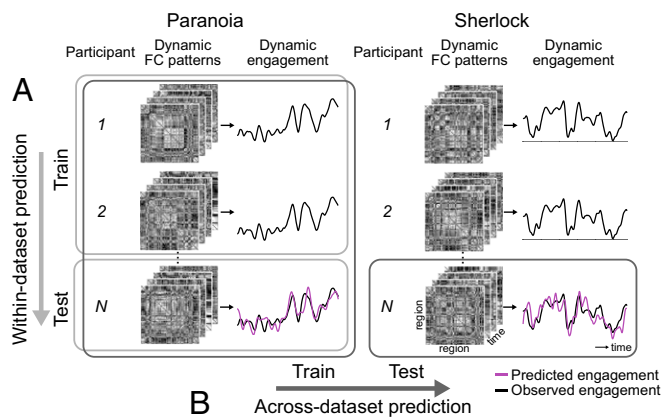 Paranoia
Sherlock
Participant
Dynamic
FC patterns
Dynamic
engagement
Participant
Dynamic
FC patterns
Dynamic
engagement
A
Within-dataset prediction
Train
Test
1
1
2
2
N
N
region
region
time
→ time
Train
Test
B
Across-dataset prediction
Predicted engagement
Observed engagement